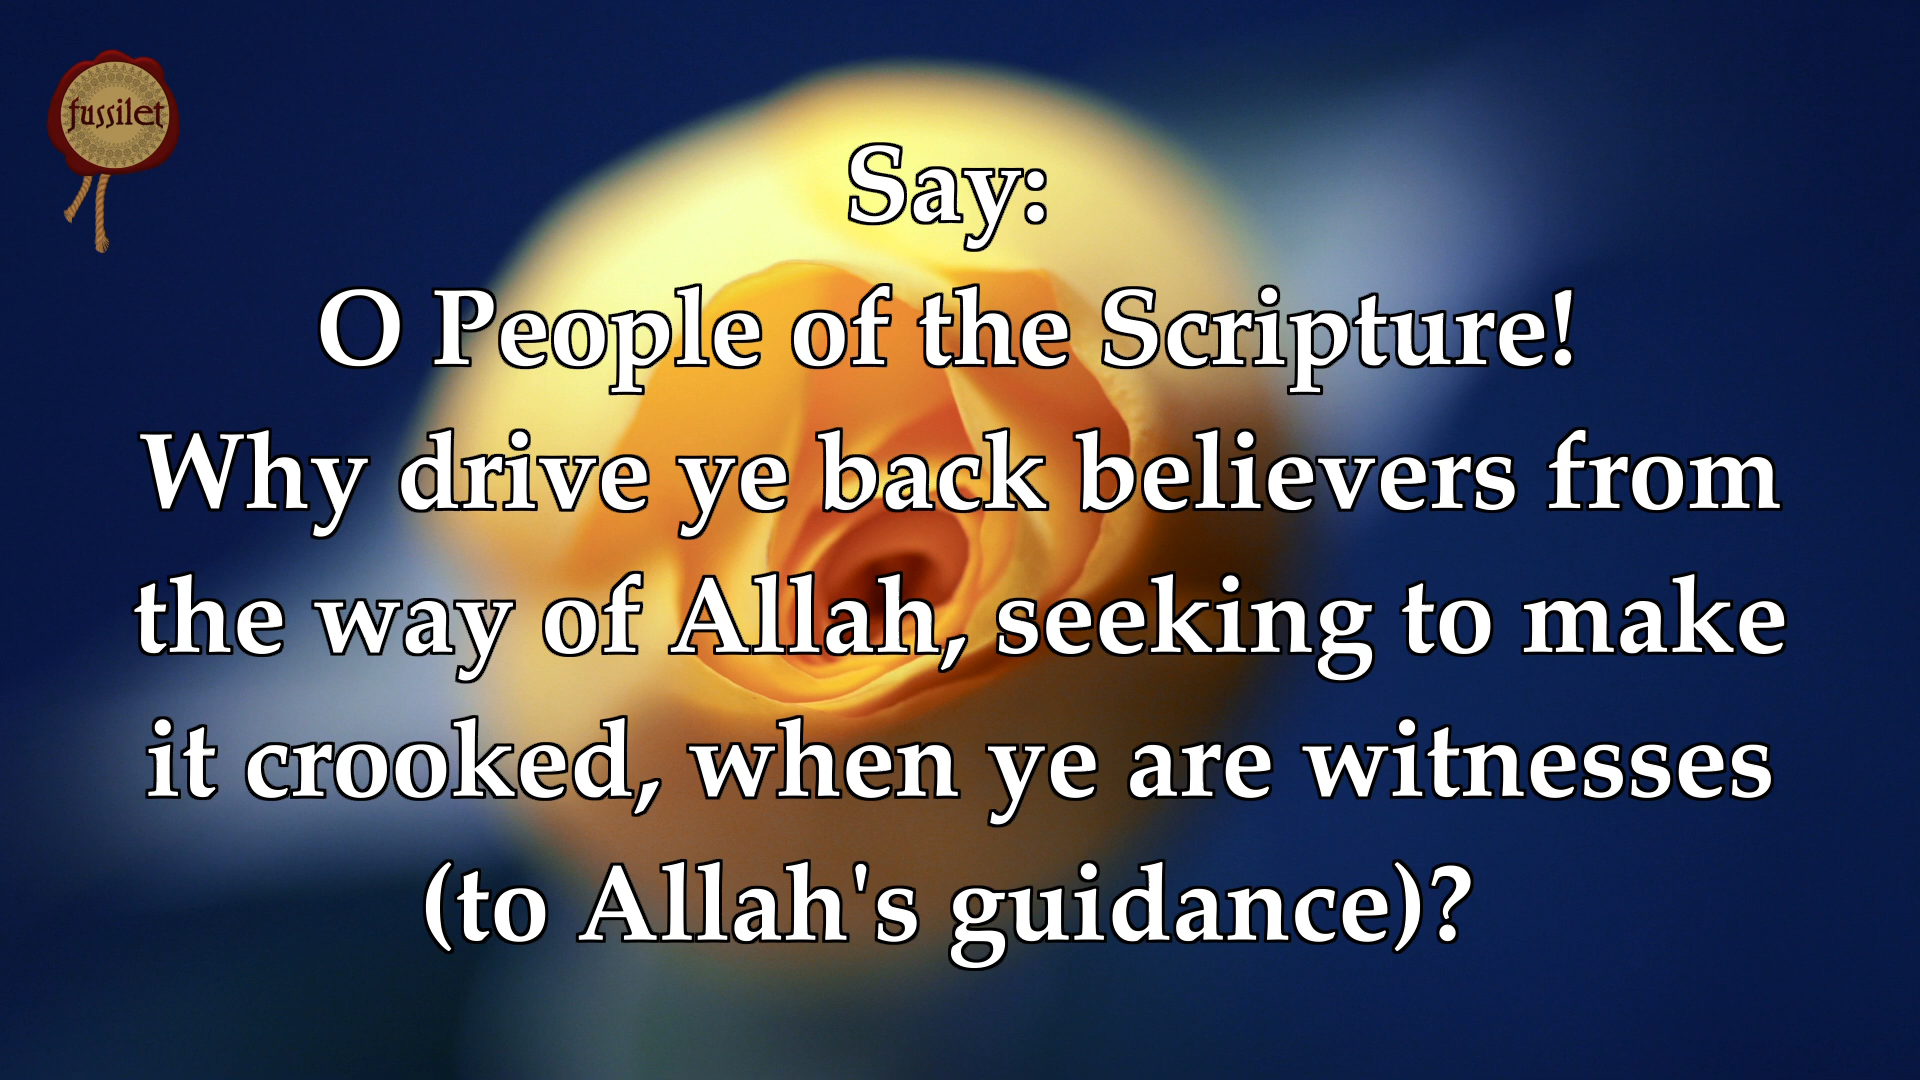 fussilet
Say:
O People of the Scripture!
Why drive ye back believers from
the way of Allah, seeking to make
it crooked, when ye are witnesses
(to Allah's guidance)?